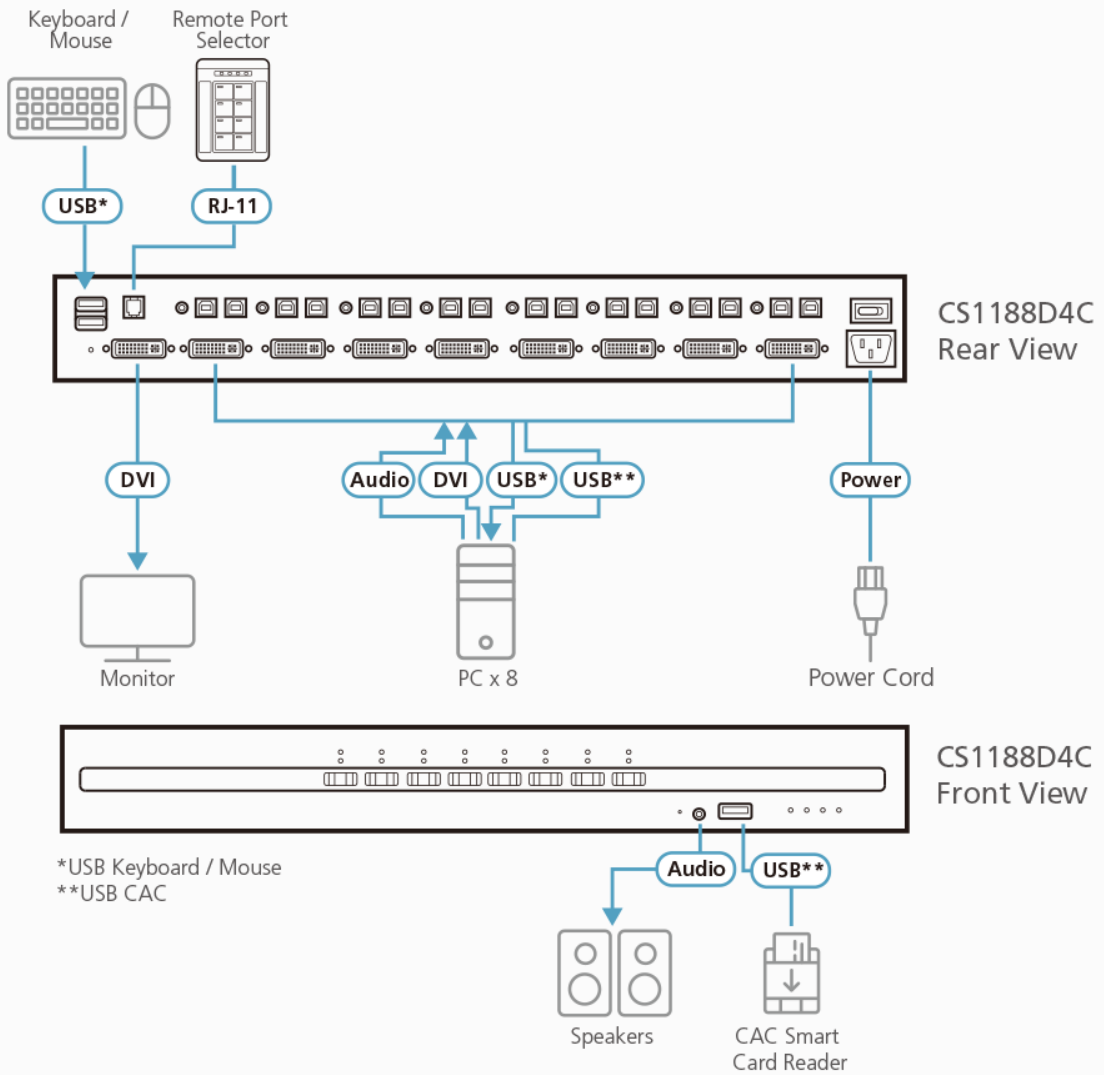 Keyboard /
Mouse
Remote Port
Selector
USB*
RJ-11
CS1188D4C
Rear View
DVI
Audio
DVI
USB*
USB**
Power
Monitor
PC x 8
Power Cord
CS1188D4C
Front View
*USB Keyboard / Mouse
**USB CAC
Audio
USB**
Speakers
CAC Smart
Card Reader